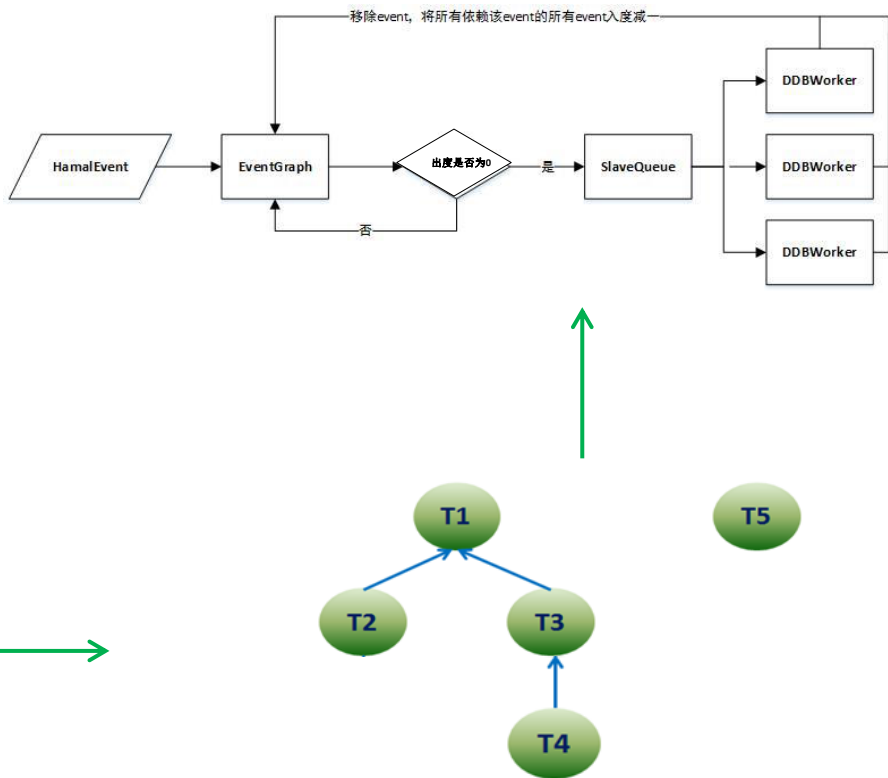 移除event，将所有依赖该event的所有event入度减一
DDBWorker
HamalEvent
EventGraph
出度是否为0
是
SlaveQueue
DDBWorker
否
DDBWorker
T1
T5
T2
T3
T4